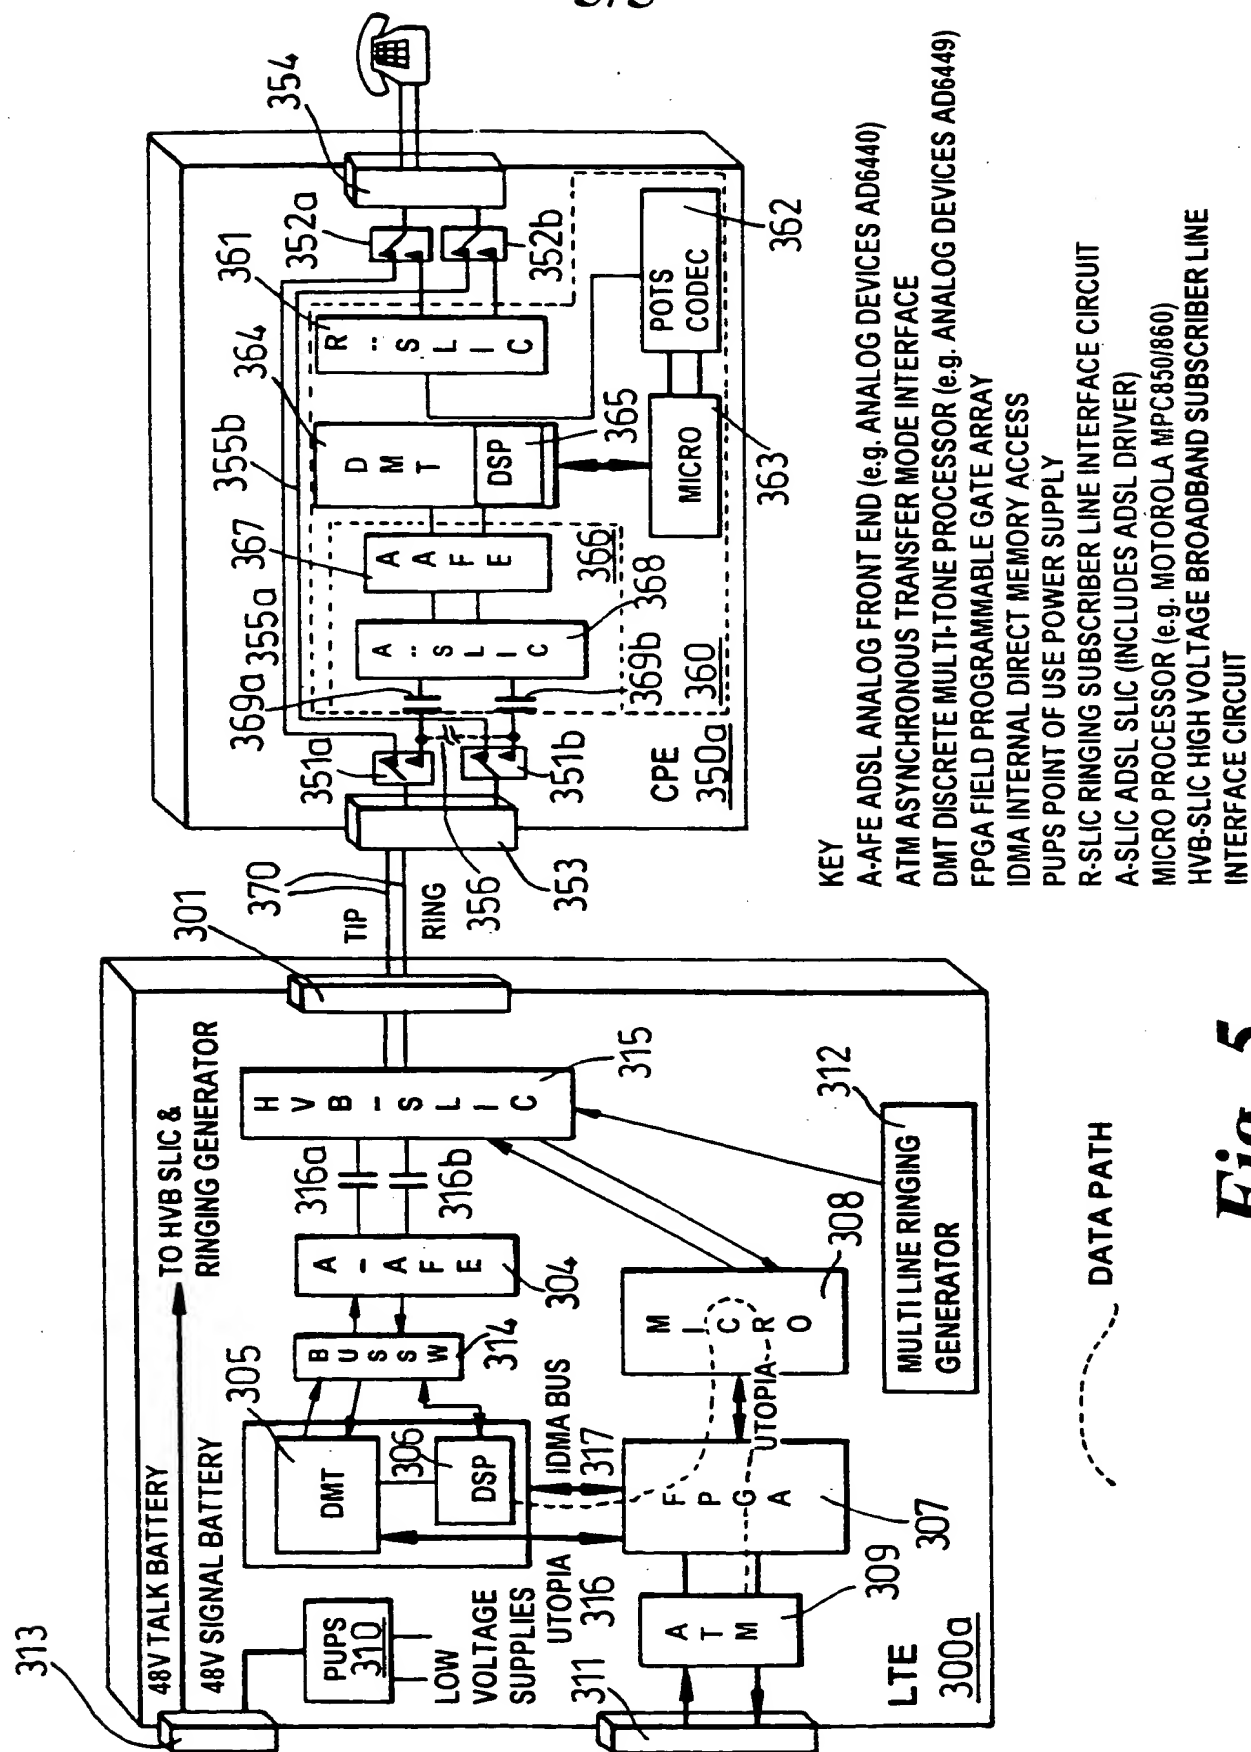 313
48V TALK BATTERY
TO HVB SLIC &
RINGING GENERATOR
48V SIGNAL BATTERY
PUPS
310
LOW
VOLTAGE
SUPPLIES
305
DMT
306
DSP
BUS SW
314
A-AFE
304
316a
316b
HVB-SLIC
315
301
UTOPIA
316
IDMA BUS
317
311
ATM
309
FPGA
307
UTOPIA
MICRO
308
MULTI LINE RINGING
GENERATOR
312
LTE
300a
TIP
370
RING
356
353
351a
351b
369a
369b
355a
355b
367
364
361
352a
352b
354
A-SLIC
368
A AFE
366
DMT
DSP
365
R-SLIC
MICRO
363
POTS
CODEC
362
360
CPE
350a
KEY
A-AFE ADSL ANALOG FRONT END (e.g. ANALOG DEVICES AD6440)
ATM ASYNCHRONOUS TRANSFER MODE INTERFACE
DMT DISCRETE MULTI-TONE PROCESSOR (e.g. ANALOG DEVICES AD6449)
FPGA FIELD PROGRAMMABLE GATE ARRAY
IDMA INTERNAL DIRECT MEMORY ACCESS
PUPS POINT OF USE POWER SUPPLY
R-SLIC RINGING SUBSCRIBER LINE INTERFACE CIRCUIT
A-SLIC ADSL SLIC (INCLUDES ADSL DRIVER)
MICRO PROCESSOR (e.g. MOTOROLA MPC850/860)
HVB-SLIC HIGH VOLTAGE BROADBAND SUBSCRIBER LINE
INTERFACE CIRCUIT
DATA PATH
Fig. 5